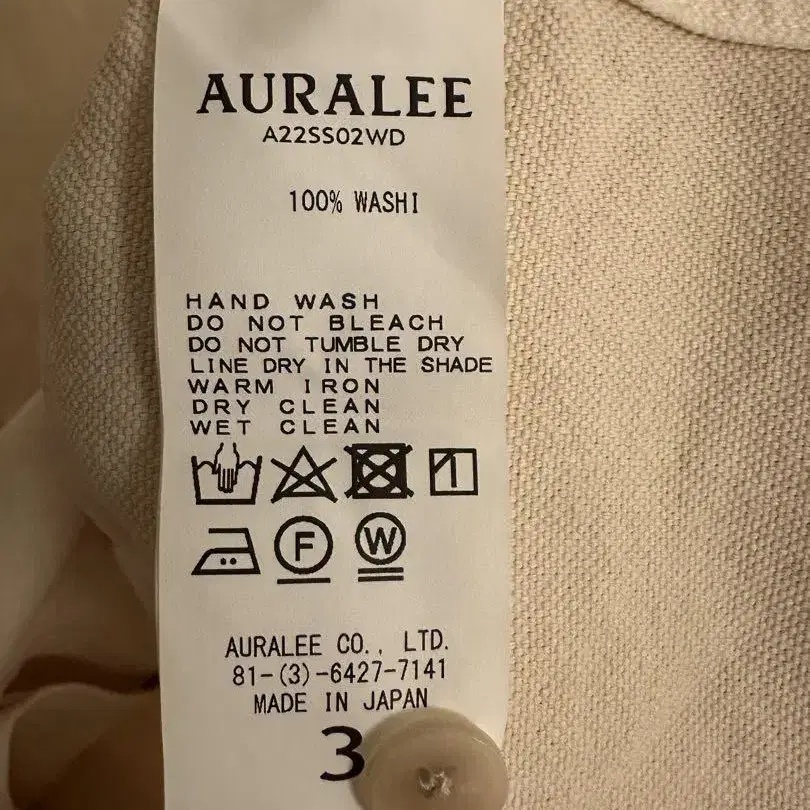 AURALEE
A22SS02WD
100% WASHI
HAND WASH
DO NOT BLEACH
DO NOT TUMBLE DRY
LINE DRY IN THE SHADE
WARM IRON
DRY CLEAN
WET CLEAN
F W
AURALEE CO., LTD.
81-(3)-6427-7141
MADE IN JAPAN
3